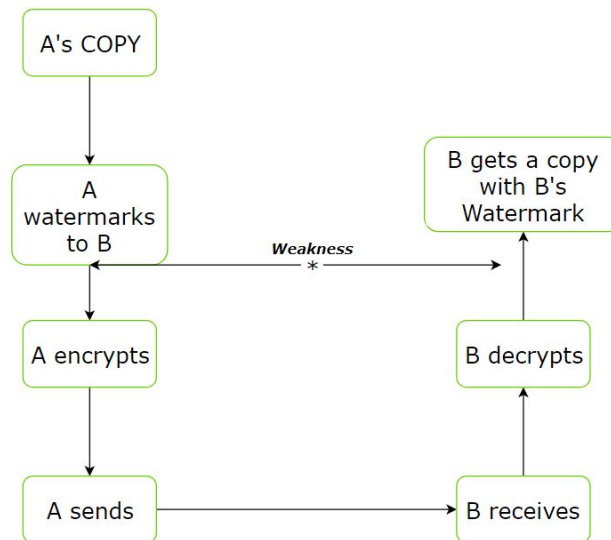 A's COPY
A
watermarks
to B
B gets a copy
with B's
Watermark
Weakness
*
A encrypts
B decrypts
A sends
B receives